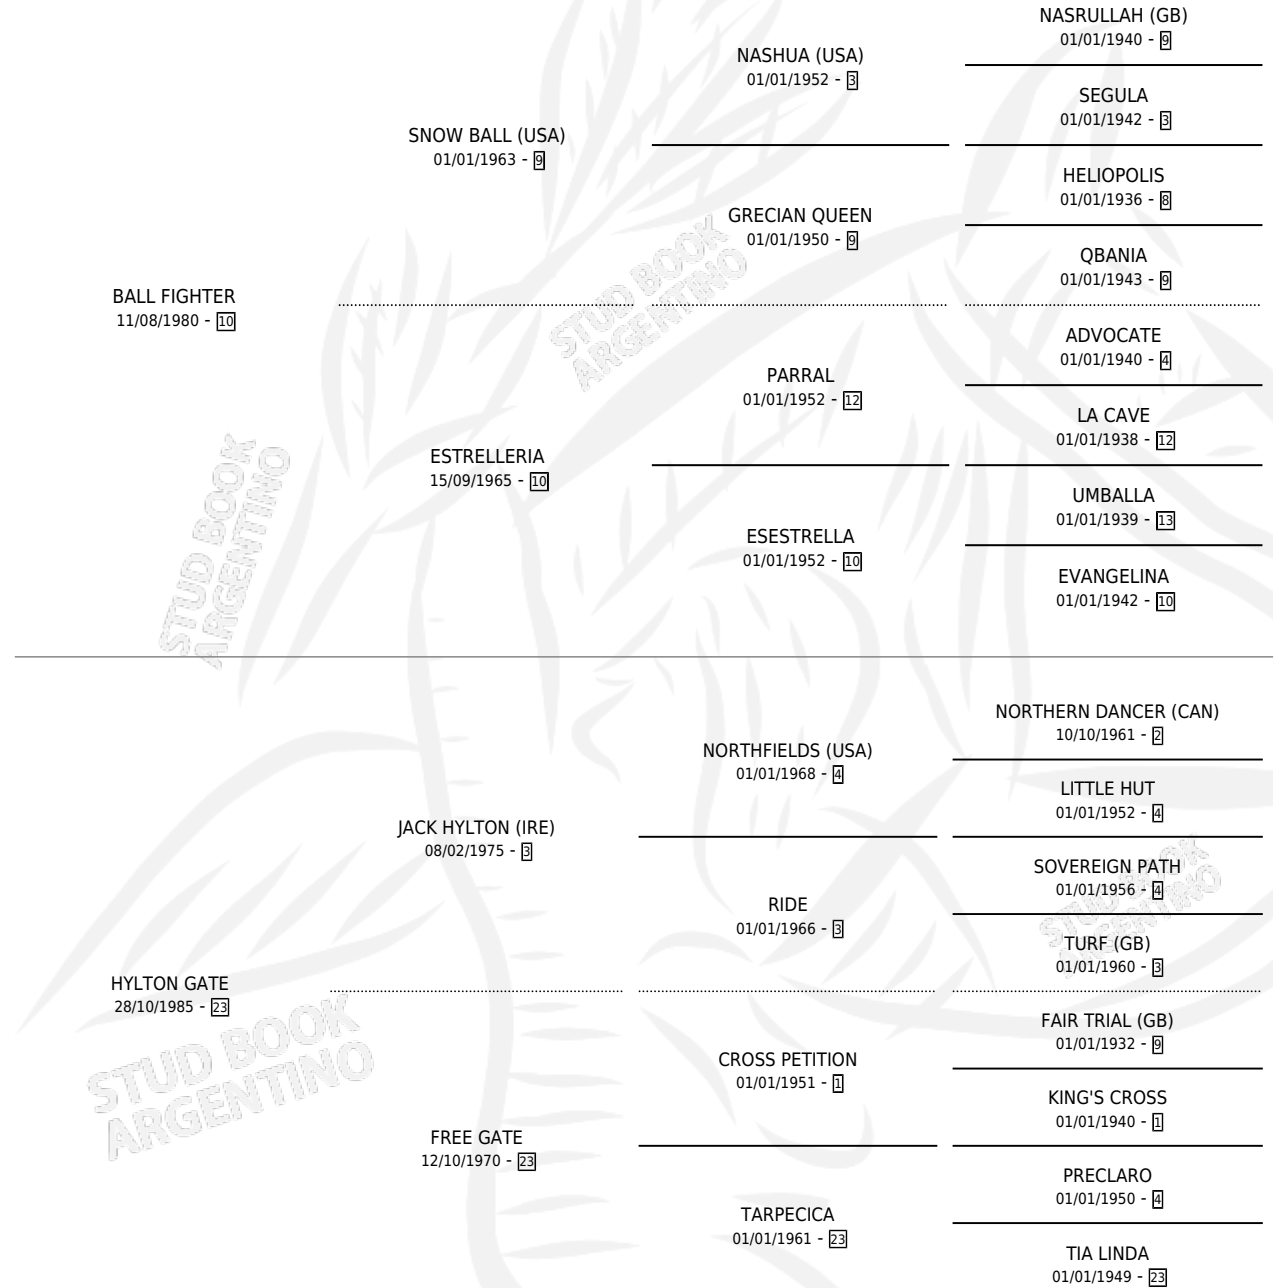 NASRULLAH (GB)
01/01/1940 - 9
NASHUA (USA)
01/01/1952 - 3
SEGULA
01/01/1942 - 3
SNOW BALL (USA)
01/01/1963 - 9
HELIOPOLIS
01/01/1936 - 8
GRECIAN QUEEN
01/01/1950 - 9
QBANIA
01/01/1943 - 9
BALL FIGHTER
11/08/1980 - 10
STUD BOOK
ARGENTINO
ADVOCATE
01/01/1940 - 4
PARRAL
01/01/1952 - 12
LA CAVE
01/01/1938 - 12
ESTRELLERIA
15/09/1965 - 10
UMBALLA
01/01/1939 - 13
ESESTRELLA
01/01/1952 - 10
EVANGELINA
01/01/1942 - 10
STUD BOOK
ARGENTINO
NORTHERN DANCER (CAN)
10/10/1961 - 2
NORTHFIELDS (USA)
01/01/1968 - 4
LITTLE HUT
01/01/1952 - 4
JACK HYLTON (IRE)
08/02/1975 - 3
SOVEREIGN PATH
01/01/1956 - 4
RIDE
01/01/1966 - 3
TURF (GB)
01/01/1960 - 3
STUD BOOK
ARGENTINO
HYLTON GATE
28/10/1985 - 23
FAIR TRIAL (GB)
01/01/1932 - 9
CROSS PETITION
01/01/1951 - 1
KING'S CROSS
01/01/1940 - 1
STUD BOOK
ARGENTINO
FREE GATE
12/10/1970 - 23
PRECLARO
01/01/1950 - 4
TARPECICA
01/01/1961 - 23
TIA LINDA
01/01/1949 - 23